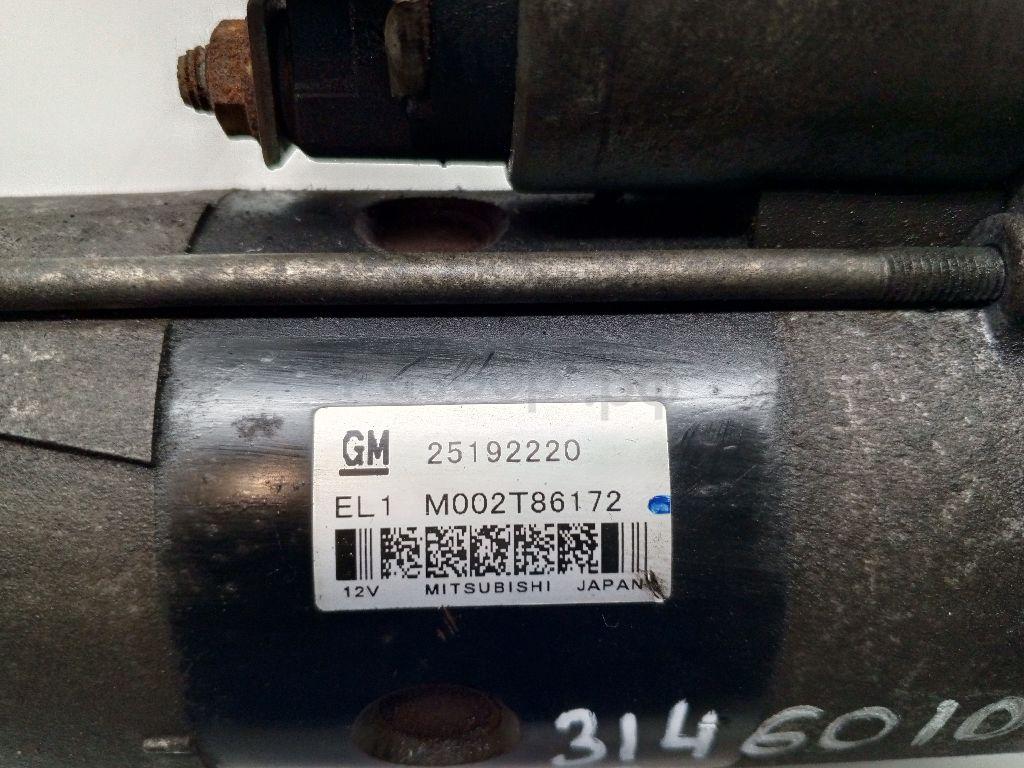 GM 25192220
EL1 M002T86172
12V MITSUBISHI JAPAN
3146010